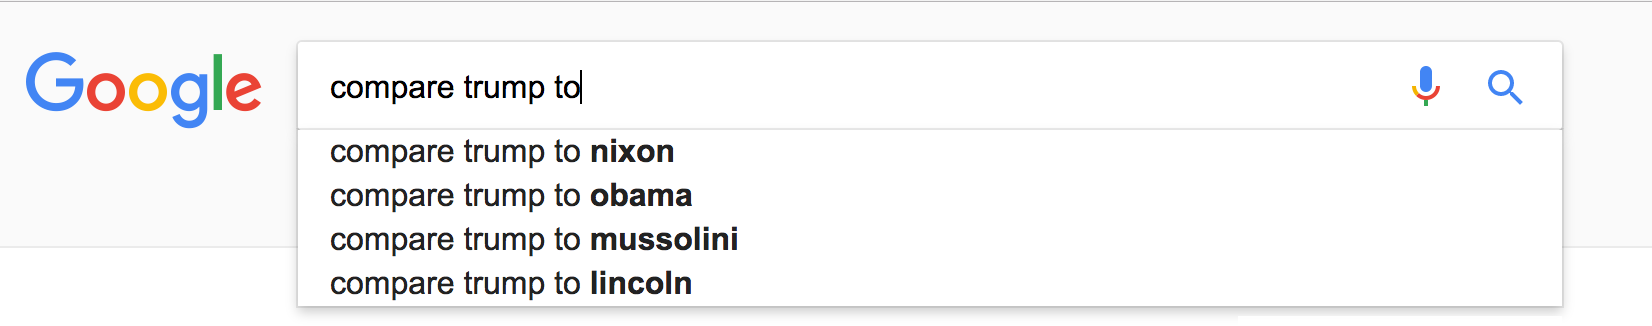 Google
compare trump to
compare trump to nixon
compare trump to obama
compare trump to mussolini
compare trump to lincoln